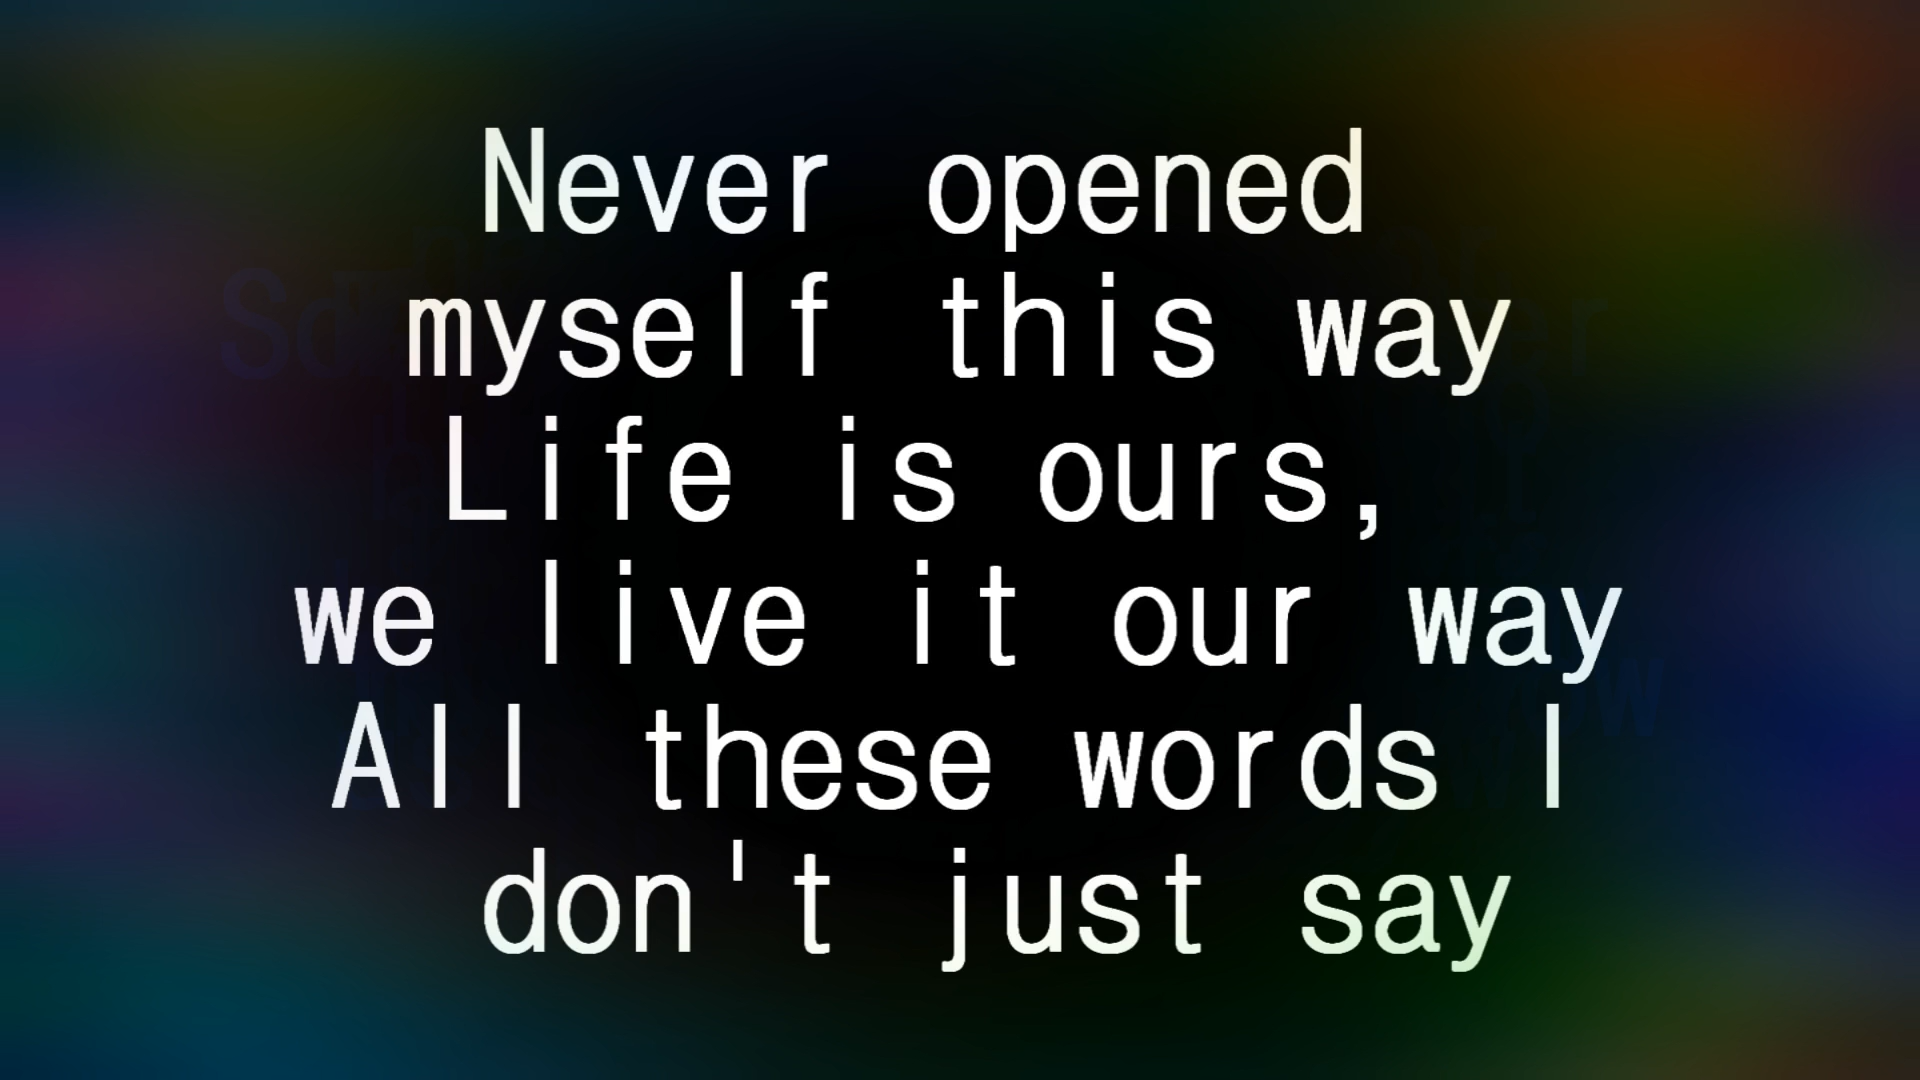 Never opened
myself this way
Life is ours,
we live it our way
All these words I
don't just say